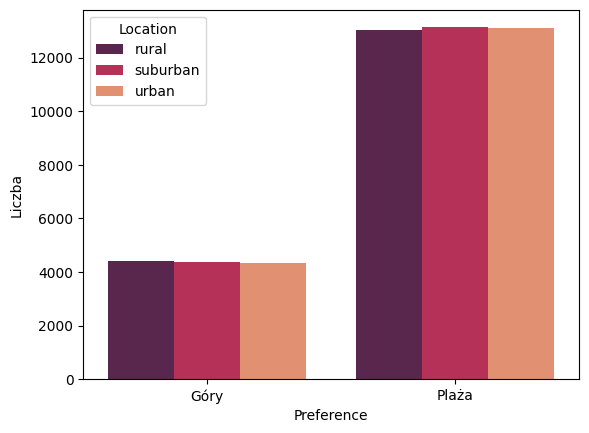 Location
rural
suburban
urban
12000
10000
8000
6000
4000
2000
0
Liczba
Góry
Plaża
Preference